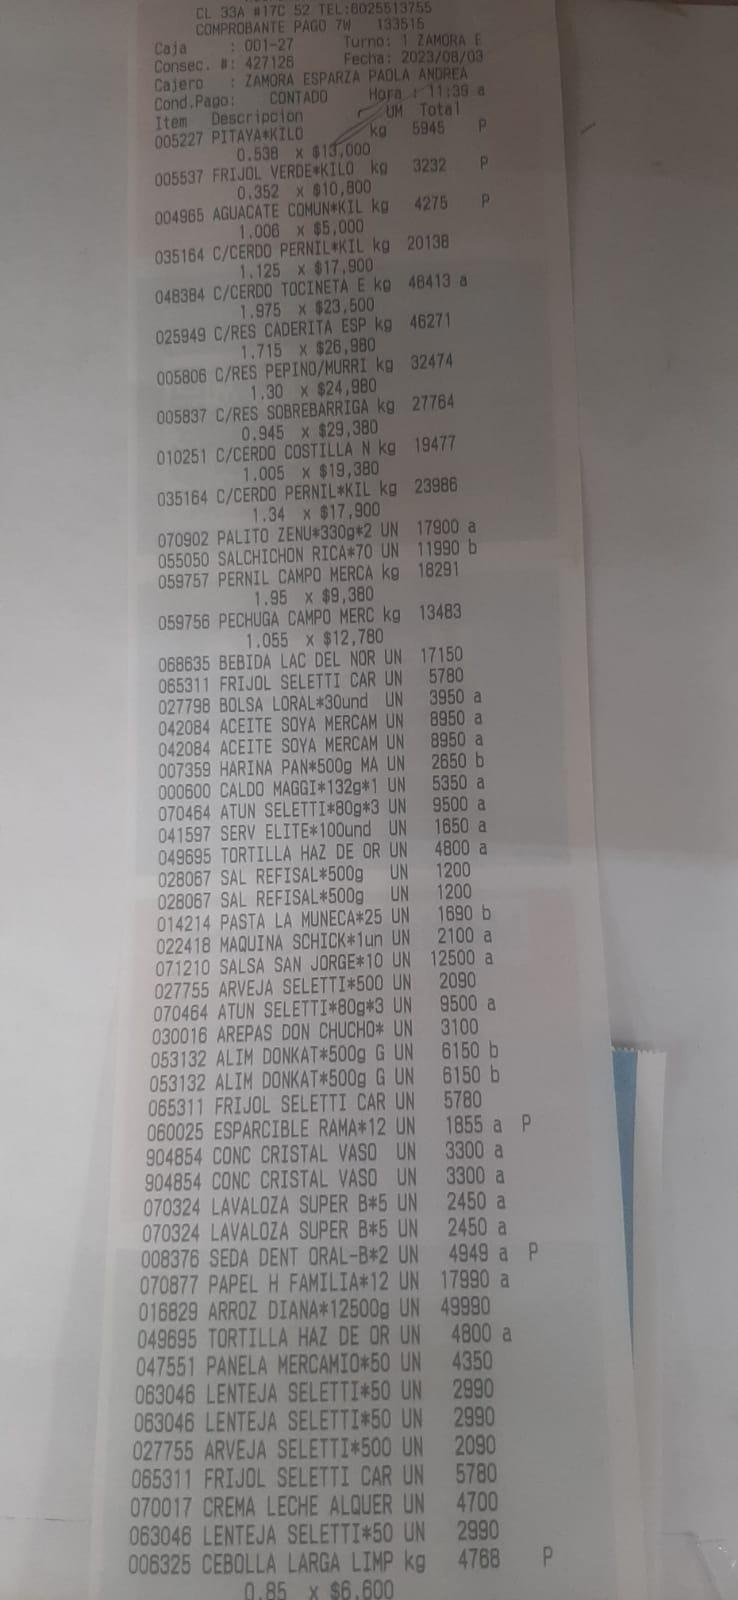 CL 33A #17C 52 TEL:6025513755
COMPROBANTE PAGO 7W 133515
Caja : 001-27 Turno: 1 ZAMORA E
Consec. #: 427128 Fecha: 2023/08/03
Cajero : ZAMORA ESPARZA PAOLA ANDREA
Cond.Pago: CONTADO Hora : 11:39 a
Item Descripcion UM Total
005227 PITAYA*KILO kg 5945 P
0.538 x $13,000
005537 FRIJOL VERDE*KILO kg 3232 P
0.352 x $10,800
004965 AGUACATE COMUN*KIL kg 4275 P
1.006 x $5,000
035164 C/CERDO PERNIL*KIL kg 20138
1.125 x $17,900
048384 C/CERDO TOCINETA E kg 46413 a
1.975 x $23,500
025949 C/RES CADERITA ESP kg 46271
1.715 x $26,980
005806 C/RES PEPINO/MURRI kg 32474
1.30 x $24,980
005837 C/RES SOBREBARRIGA kg 27764
0.945 x $29,380
010251 C/CERDO COSTILLA N kg 19477
1.005 x $19,380
035164 C/CERDO PERNIL*KIL kg 23986
1.34 x $17,900
070902 PALITO ZENU*330g*2 UN 17900 a
055050 SALCHICHON RICA*70 UN 11990 b
059757 PERNIL CAMPO MERCA kg 18291
1.95 x $9,380
059756 PECHUGA CAMPO MERC kg 13483
1.055 x $12,780
068635 BEBIDA LAC DEL NOR UN 17150
065311 FRIJOL SELETTI CAR UN 5780
027798 BOLSA LORAL*30und UN 3950 a
042084 ACEITE SOYA MERCAM UN 8950 a
042084 ACEITE SOYA MERCAM UN 8950 a
007359 HARINA PAN*500g MA UN 2650 b
000600 CALDO MAGGI*132g*1 UN 5350 a
070464 ATUN SELETTI*80g*3 UN 9500 a
041597 SERV ELITE*100und UN 1650 a
049695 TORTILLA HAZ DE OR UN 4800 a
028067 SAL REFISAL*500g UN 1200
028067 SAL REFISAL*500g UN 1200
014214 PASTA LA MUNECA*25 UN 1690 b
022418 MAQUINA SCHICK*1un UN 2100 a
071210 SALSA SAN JORGE*10 UN 12500 a
027755 ARVEJA SELETTI*500 UN 2090
070464 ATUN SELETTI*80g*3 UN 9500 a
030016 AREPAS DON CHUCHO* UN 3100
053132 ALIM DONKAT*500g G UN 6150 b
053132 ALIM DONKAT*500g G UN 6150 b
065311 FRIJOL SELETTI CAR UN 5780
060025 ESPARCIBLE RAMA*12 UN 1855 a P
904854 CONC CRISTAL VASO UN 3300 a
904854 CONC CRISTAL VASO UN 3300 a
070324 LAVALOZA SUPER B*5 UN 2450 a
070324 LAVALOZA SUPER B*5 UN 2450 a
008376 SEDA DENT ORAL-B*2 UN 4949 a P
070877 PAPEL H FAMILIA*12 UN 17990 a
016829 ARROZ DIANA*12500g UN 49990
049695 TORTILLA HAZ DE OR UN 4800 a
047551 PANELA MERCAMIO*50 UN 4350
063046 LENTEJA SELETTI*50 UN 2990
063046 LENTEJA SELETTI*50 UN 2990
027755 ARVEJA SELETTI*500 UN 2090
065311 FRIJOL SELETTI CAR UN 5780
070017 CREMA LECHE ALQUER UN 4700
063046 LENTEJA SELETTI*50 UN 2990
006325 CEBOLLA LARGA LIMP kg 4768 P
0.85 x $6,600